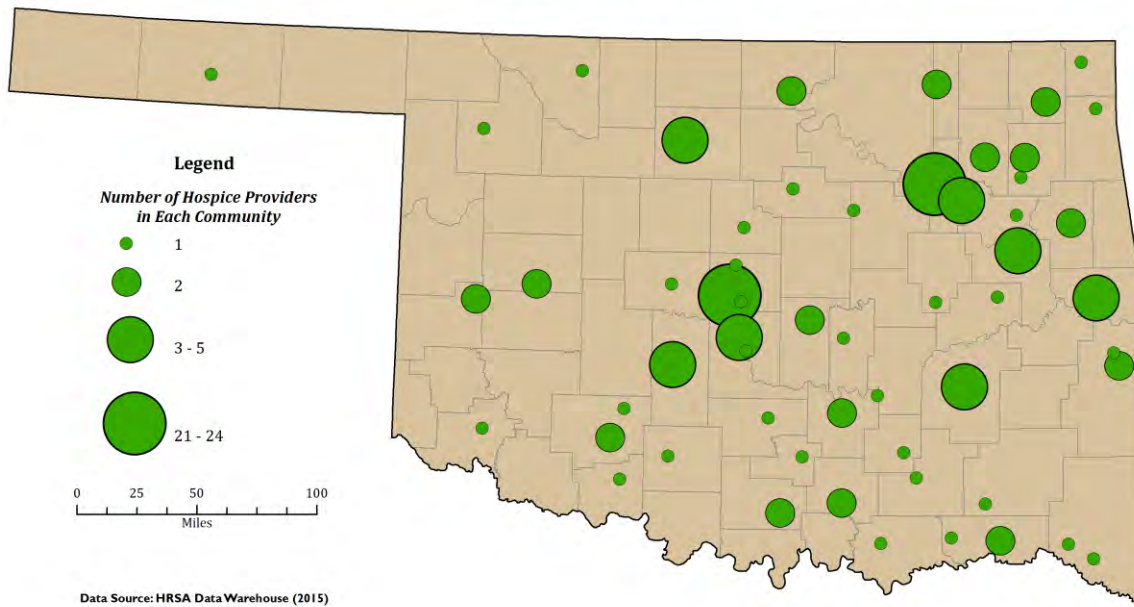 Legend
Number of Hospice Providers
in Each Community
1
2
3 - 5
21 - 24
0 25 50 100
Miles
Data Source: HRSA Data Warehouse (2015)